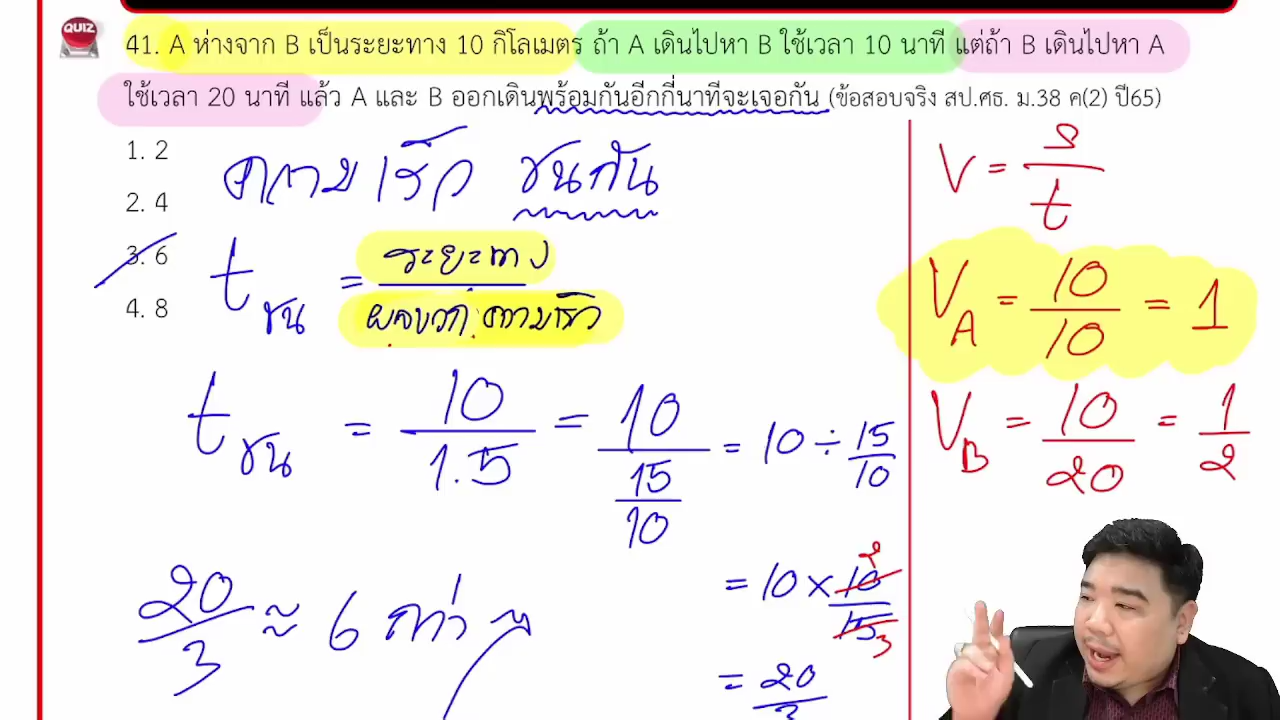 QUIZ
41. A ห่างจาก B เป็นระยะทาง 10 กิโลเมตร ถ้า A เดินไปหา B ใช้เวลา 10 นาที แต่ถ้า B เดินไปหา A
ใช้เวลา 20 นาที แล้ว A และ B ออกเดินพร้อมกันอีกกี่นาทีจะเจอกัน (ข้อสอบจริง สป.ศธ. ม.38 ค(2) ปี65)
1. 2
2. 4
3. 6
4. 8
ความเร็ว ชนกัน
t ชน = ระยะทาง / ผลบวกความเร็ว
t ชน = 10 / 1.5 = 10 / 15/10 = 10 ÷ 15/10
= 10 × 10/15 2 3
= 20/3
20/3 ≈ 6 กว่า ๆ
V = s/t
V A = 10/10 = 1
V B = 10/20 = 1/2